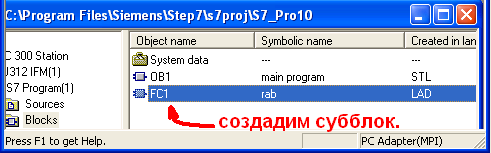 C:\Program Files\Siemens\Step7\s7proj\S7_Pro10
Object name Symbolic name Created in lan
C 300 Station
System data --- ---
J312 IFM(1)
OB1 main program STL
S7 Program(1)
FC1 rab LAD
Sources
Blocks
создадим субблок.
Press F1 to get Help. PC Adapter(MPI)